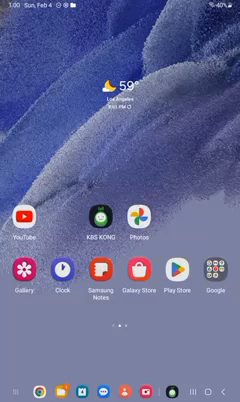 1:00 Sun, Feb 4
40%
59°
Los Angeles
YouTube
KBS KONG
Photos
Gallery
Clock
Samsung
Notes
Galaxy Store
Play Store
Google